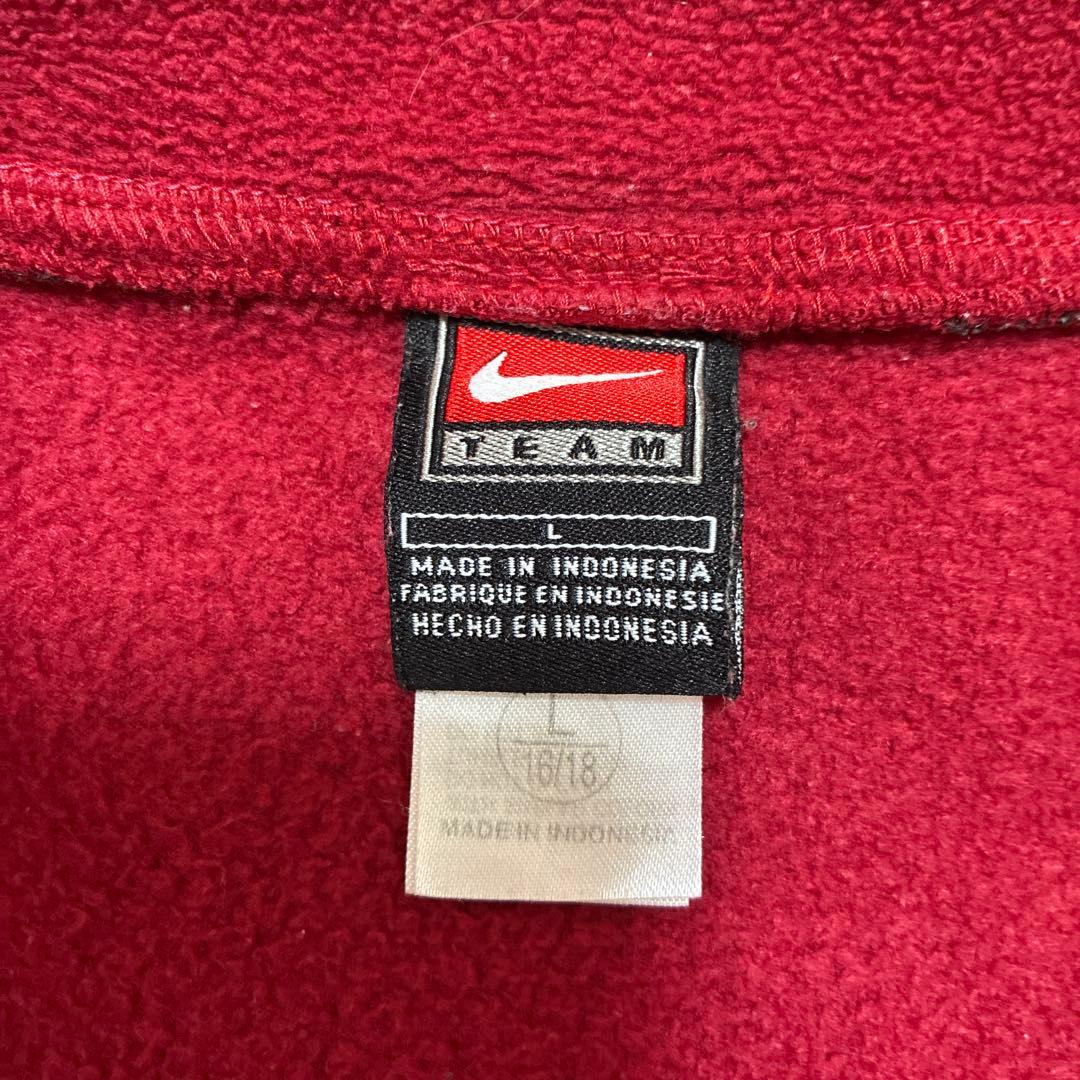 TEAM
L
MADE IN INDONESIA
FABRIQUE EN INDONESIE
HECHO EN INDONESIA
L
16/18
MADE IN INDONESIA